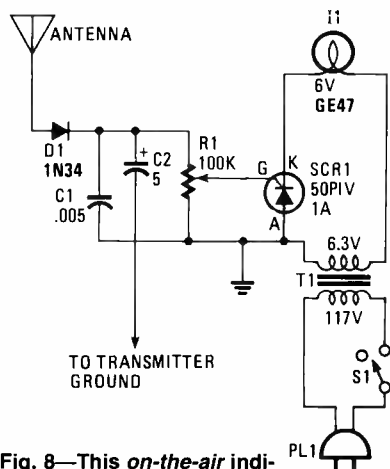 ANTENNA
I1
6V
GE47
D1
1N34
C1
.005
+
C2
5
R1
100K
G
K
SCR1
50PIV
1A
A
6.3V
T1
117V
TO TRANSMITTER
GROUND
S1
PL1
Fig. 8—This on-the-air indi-